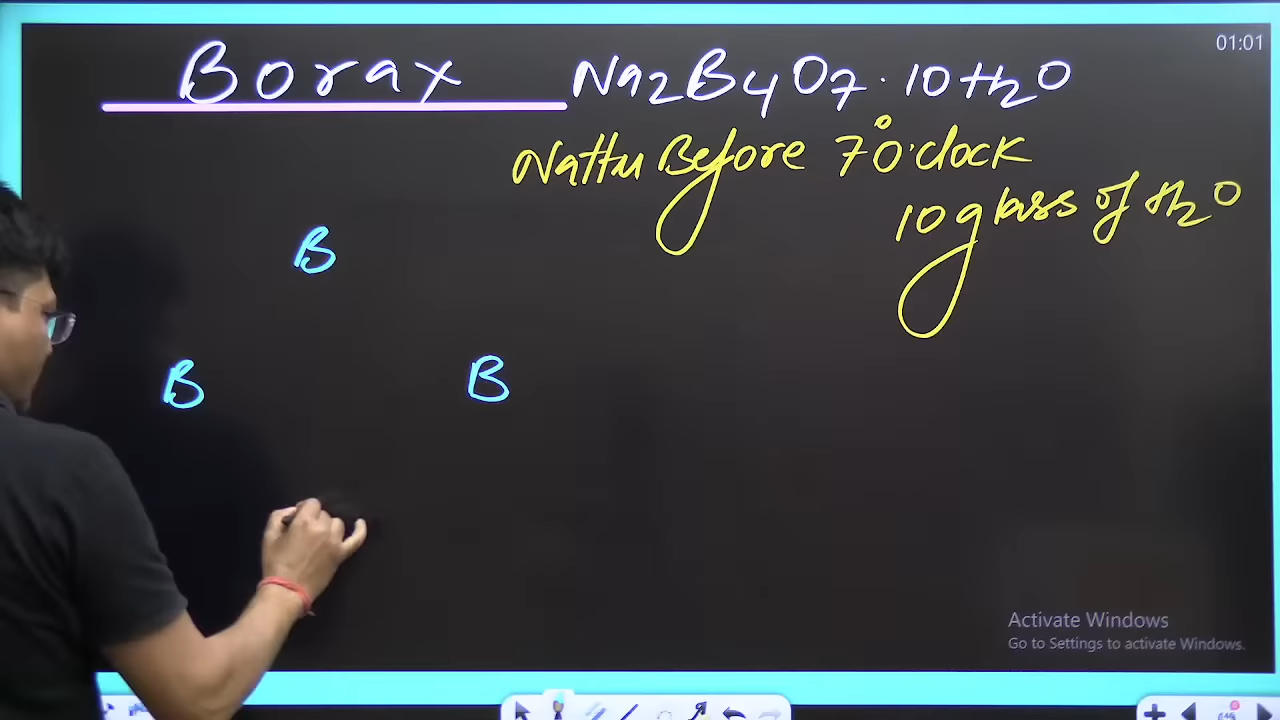 01:01
Borax Na2B4O7·10H2O
Nattu Before 7 O'clock
10 glass of H2O
B
B B
Activate Windows
Go to Settings to activate Windows.